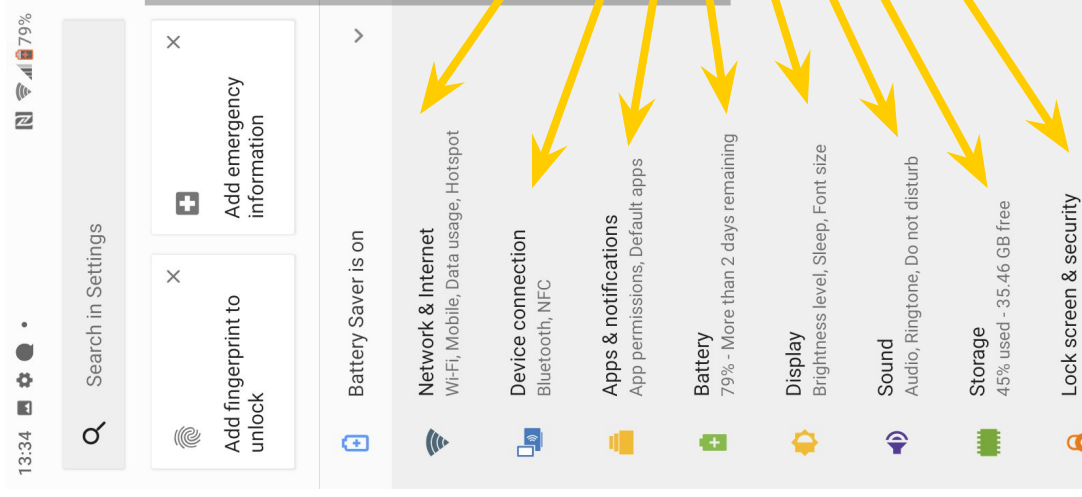 13:34
79%
Search in Settings
Add fingerprint to
unlock
Add emergency
information
Battery Saver is on
Network & Internet
Wi-Fi, Mobile, Data usage, Hotspot
Device connection
Bluetooth, NFC
Apps & notifications
App permissions, Default apps
Battery
79% - More than 2 days remaining
Display
Brightness level, Sleep, Font size
Sound
Audio, Ringtone, Do not disturb
Storage
45% used - 35.46 GB free
Lock screen & security